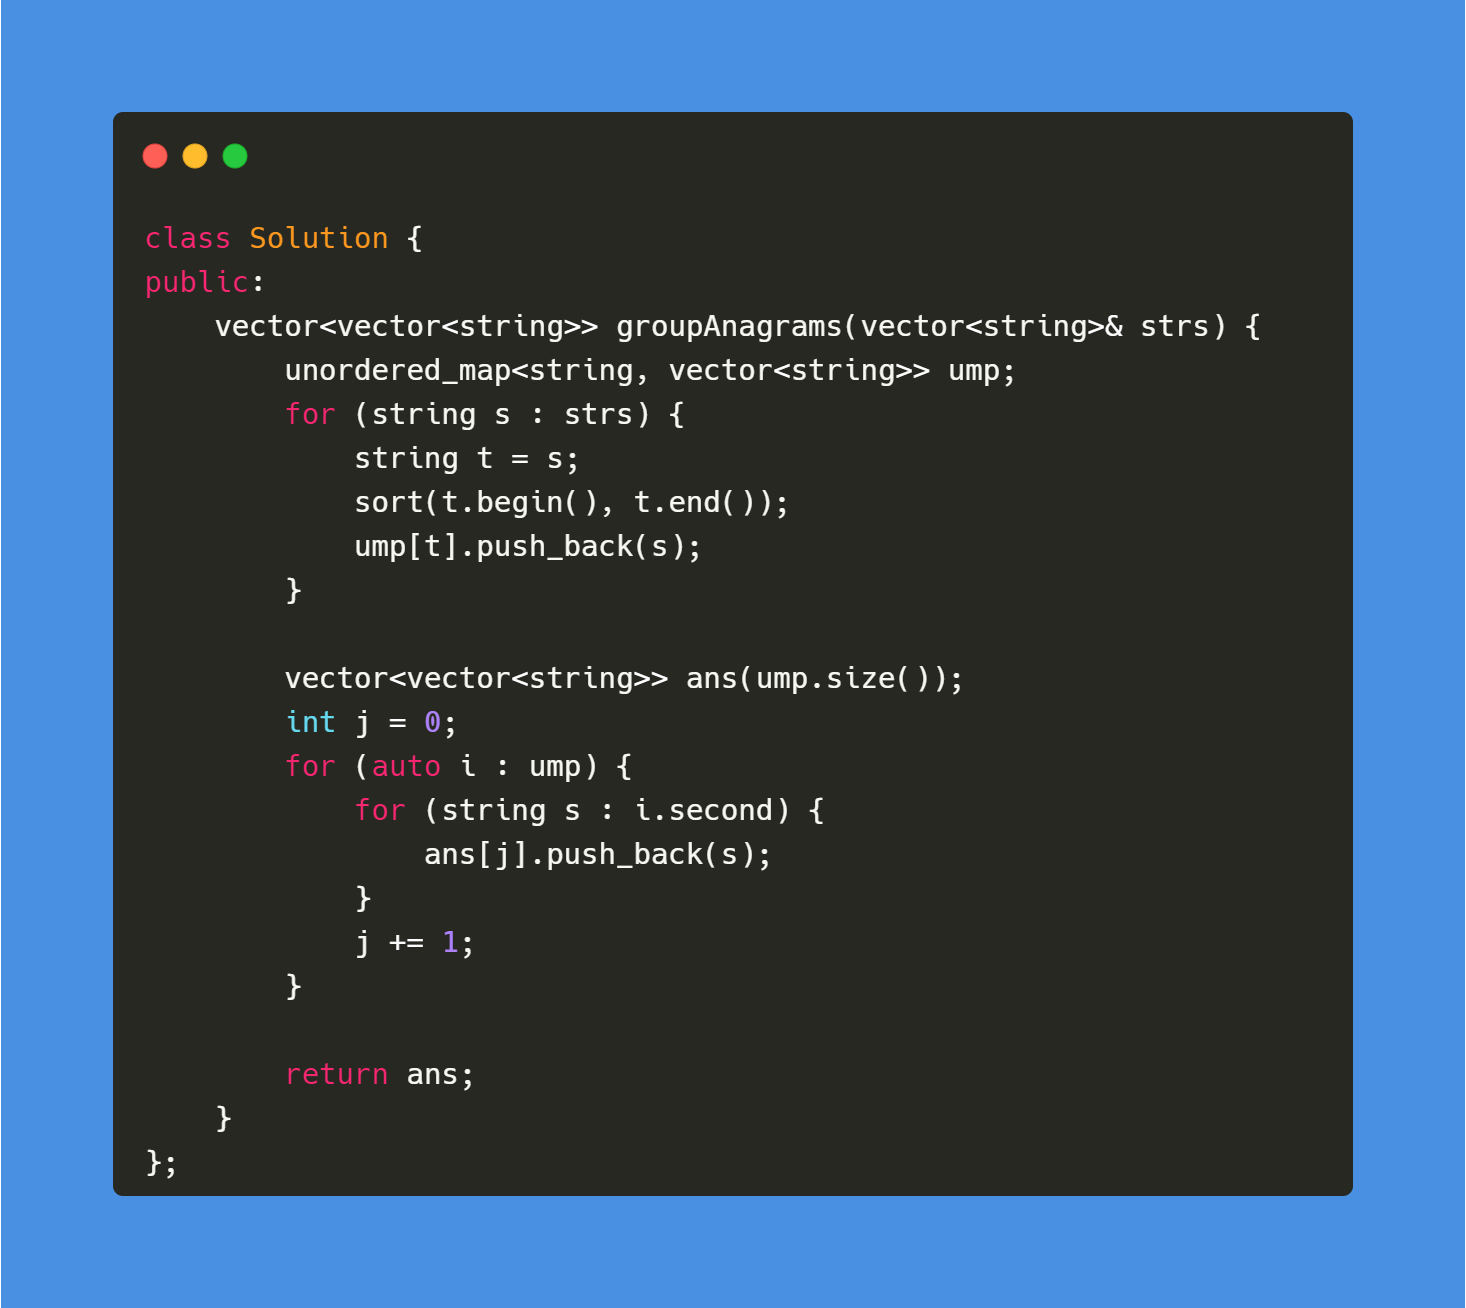 class Solution {
public:
    vector<vector<string>> groupAnagrams(vector<string>& strs) {
        unordered_map<string, vector<string>> ump;
        for (string s : strs) {
            string t = s;
            sort(t.begin(), t.end());
            ump[t].push_back(s);
        }

        vector<vector<string>> ans(ump.size());
        int j = 0;
        for (auto i : ump) {
            for (string s : i.second) {
                ans[j].push_back(s);
            }
            j += 1;
        }

        return ans;
    }
};